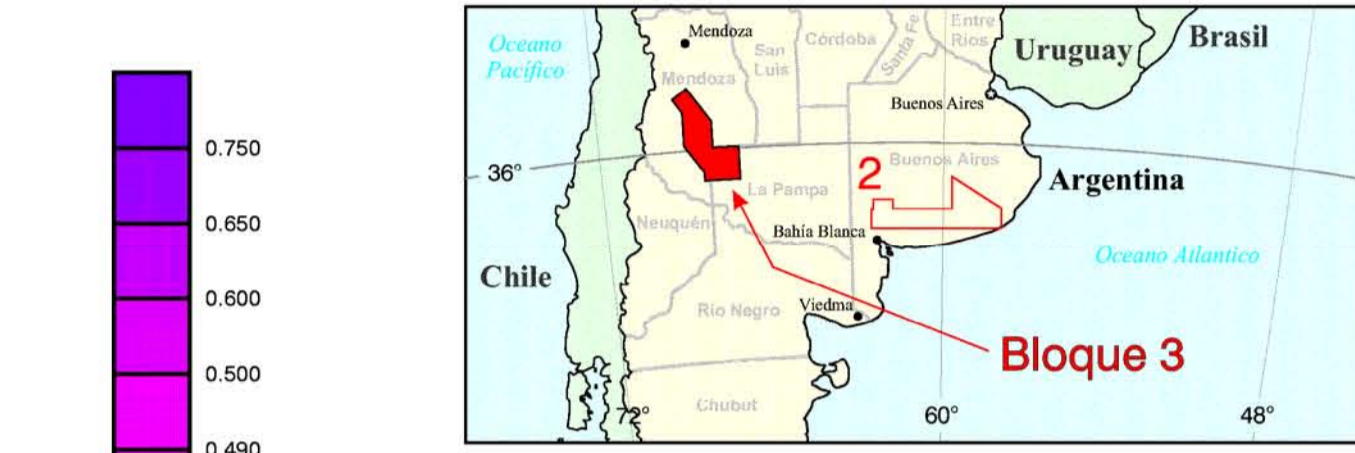 0.750
0.650
0.600
0.500
0.490
Oceano
Pacífico
Mendoza
Mendoza
San
Luis
Córdoba
Santa Fe
Entre
Rios
Uruguay
Brasil
Buenos Aires
36°
Buenos Aires
2
La Pampa
Argentina
Neuquén
Bahía Blanca
Oceano Atlantico
Chile
Río Negro
Viedma
Bloque 3
Chubut
72°
60°
48°